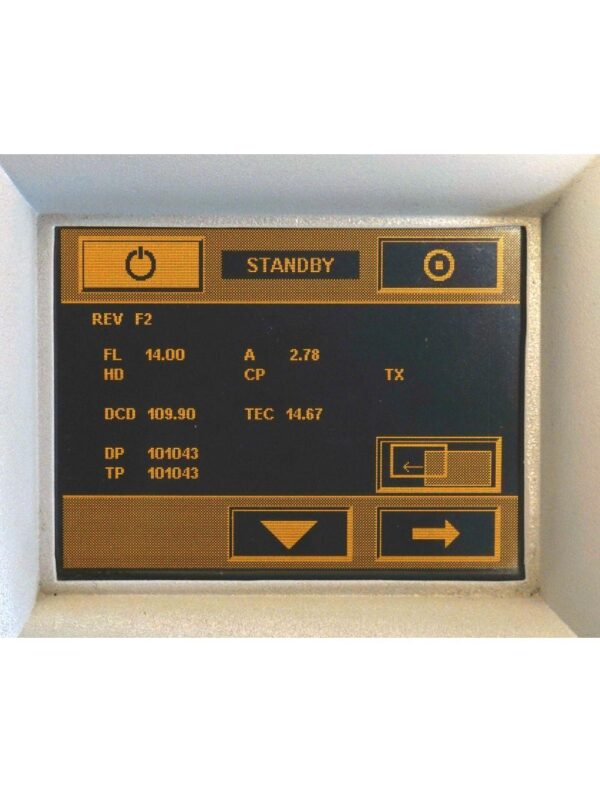 STANDBY
REV F2
FL 14.00 A 2.78
HD CP TX
DCD 109.90 TEC 14.67
DP 101043
TP 101043